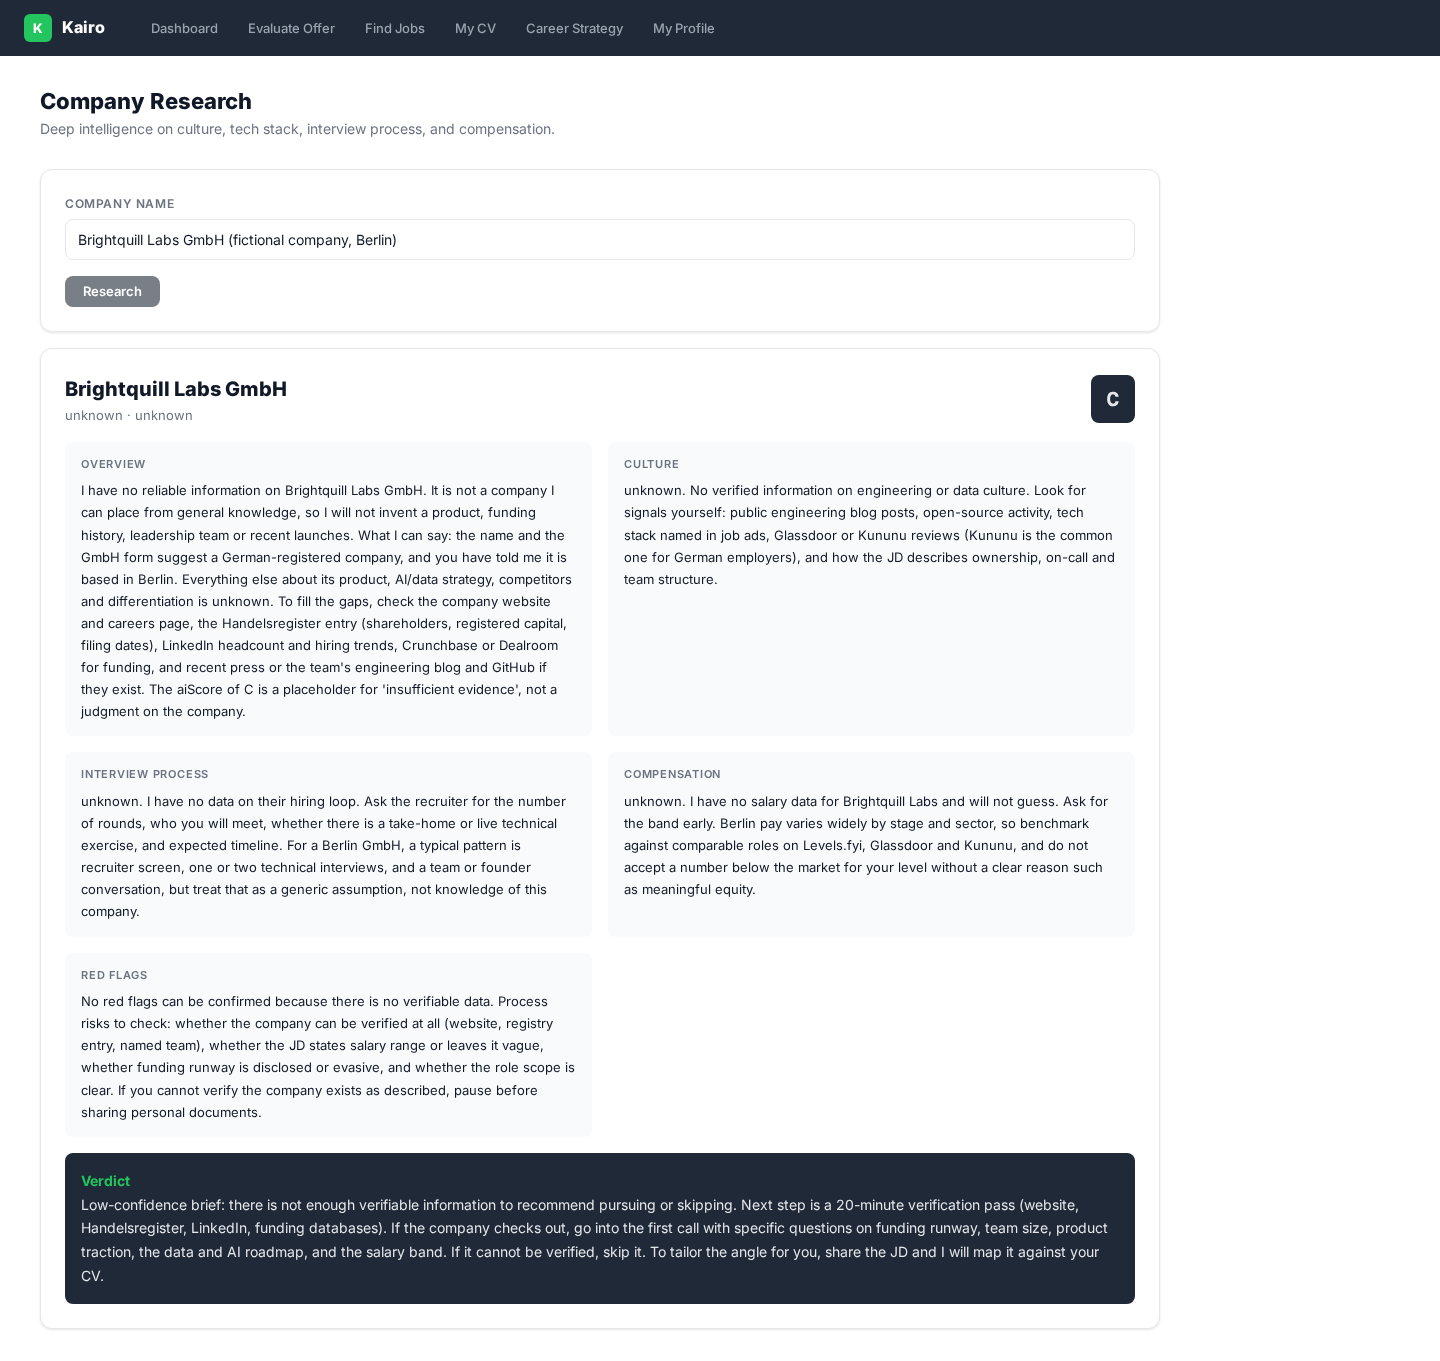 K Kairo Dashboard Evaluate Offer Find Jobs My CV Career Strategy My Profile
Company Research
Deep intelligence on culture, tech stack, interview process, and compensation.
COMPANY NAME
Brightquill Labs GmbH (fictional company, Berlin)
Research
Brightquill Labs GmbH
unknown · unknown
C
OVERVIEW
I have no reliable information on Brightquill Labs GmbH. It is not a company I
can place from general knowledge, so I will not invent a product, funding
history, leadership team or recent launches. What I can say: the name and the
GmbH form suggest a German-registered company, and you have told me it is
based in Berlin. Everything else about its product, AI/data strategy, competitors
and differentiation is unknown. To fill the gaps, check the company website
and careers page, the Handelsregister entry (shareholders, registered capital,
filing dates), LinkedIn headcount and hiring trends, Crunchbase or Dealroom
for funding, and recent press or the team's engineering blog and GitHub if
they exist. The aiScore of C is a placeholder for 'insufficient evidence', not a
judgment on the company.
CULTURE
unknown. No verified information on engineering or data culture. Look for
signals yourself: public engineering blog posts, open-source activity, tech
stack named in job ads, Glassdoor or Kununu reviews (Kununu is the common
one for German employers), and how the JD describes ownership, on-call and
team structure.
INTERVIEW PROCESS
unknown. I have no data on their hiring loop. Ask the recruiter for the number
of rounds, who you will meet, whether there is a take-home or live technical
exercise, and expected timeline. For a Berlin GmbH, a typical pattern is
recruiter screen, one or two technical interviews, and a team or founder
conversation, but treat that as a generic assumption, not knowledge of this
company.
COMPENSATION
unknown. I have no salary data for Brightquill Labs and will not guess. Ask for
the band early. Berlin pay varies widely by stage and sector, so benchmark
against comparable roles on Levels.fyi, Glassdoor and Kununu, and do not
accept a number below the market for your level without a clear reason such
as meaningful equity.
RED FLAGS
No red flags can be confirmed because there is no verifiable data. Process
risks to check: whether the company can be verified at all (website, registry
entry, named team), whether the JD states salary range or leaves it vague,
whether funding runway is disclosed or evasive, and whether the role scope is
clear. If you cannot verify the company exists as described, pause before
sharing personal documents.
Verdict
Low-confidence brief: there is not enough verifiable information to recommend pursuing or skipping. Next step is a 20-minute verification pass (website,
Handelsregister, LinkedIn, funding databases). If the company checks out, go into the first call with specific questions on funding runway, team size, product
traction, the data and AI roadmap, and the salary band. If it cannot be verified, skip it. To tailor the angle for you, share the JD and I will map it against your
CV.